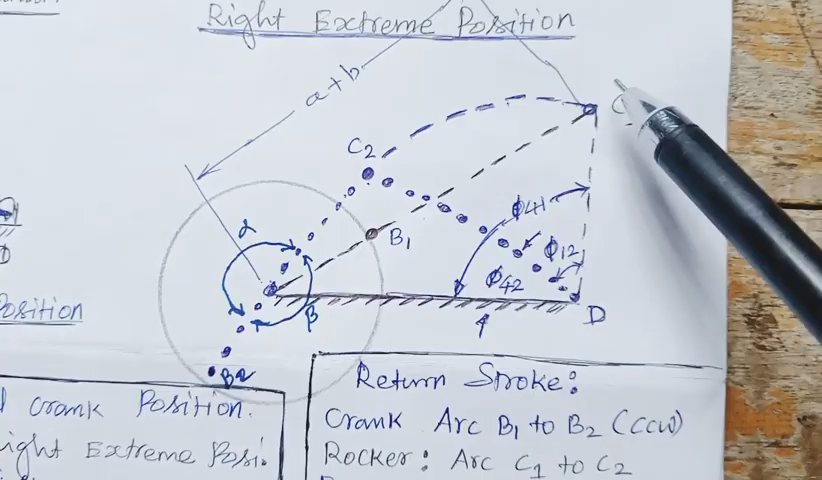 Right Extreme Position
a+b
C2
B1
α
β
B2
ϕ41
ϕ12
ϕ42
D
1
Position
Crank Position.
Right Extreme Posi.
Return Stroke:
Crank Arc B1 to B2 (CCW)
Rocker: Arc C1 to C2